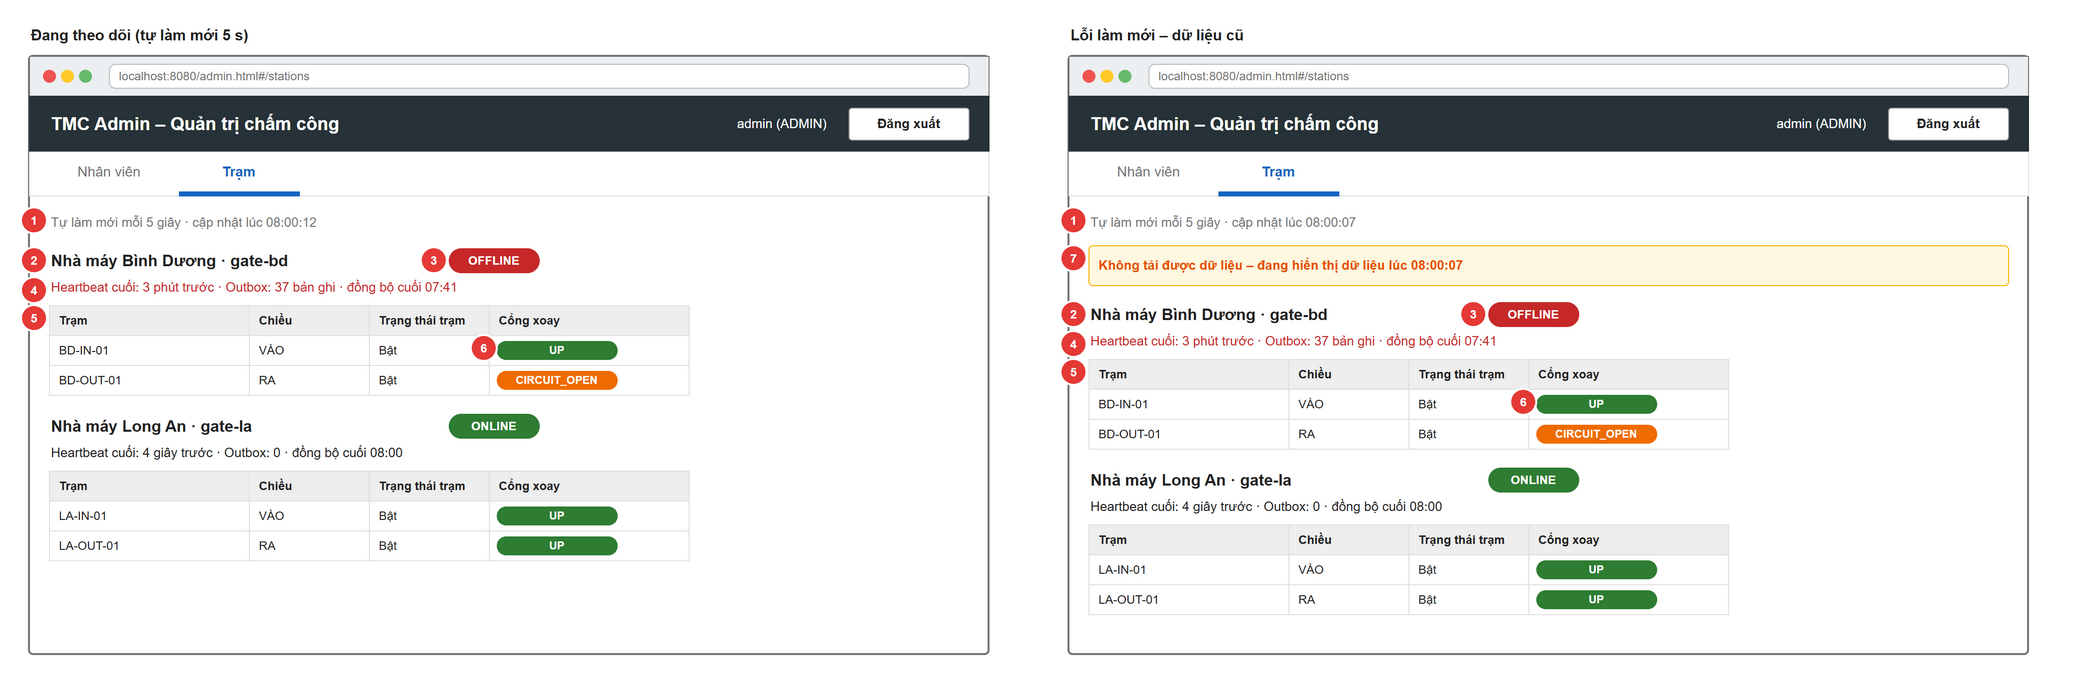 Đang theo dõi (tự làm mới 5 s)
localhost:8080/admin.html#/stations
TMC Admin – Quản trị chấm công
admin (ADMIN)
Đăng xuất
Nhân viên
Trạm
1 Tự làm mới mỗi 5 giây · cập nhật lúc 08:00:12
2 Nhà máy Bình Dương · gate-bd 3 OFFLINE
4 Heartbeat cuối: 3 phút trước · Outbox: 37 bản ghi · đồng bộ cuối 07:41
5 Trạm Chiều Trạng thái trạm Cổng xoay
BD-IN-01 VÀO Bật 6 UP
BD-OUT-01 RA Bật CIRCUIT_OPEN
Nhà máy Long An · gate-la ONLINE
Heartbeat cuối: 4 giây trước · Outbox: 0 · đồng bộ cuối 08:00
Trạm Chiều Trạng thái trạm Cổng xoay
LA-IN-01 VÀO Bật UP
LA-OUT-01 RA Bật UP
Lỗi làm mới – dữ liệu cũ
localhost:8080/admin.html#/stations
TMC Admin – Quản trị chấm công
admin (ADMIN)
Đăng xuất
Nhân viên
Trạm
1 Tự làm mới mỗi 5 giây · cập nhật lúc 08:00:07
7 Không tải được dữ liệu – đang hiển thị dữ liệu lúc 08:00:07
2 Nhà máy Bình Dương · gate-bd 3 OFFLINE
4 Heartbeat cuối: 3 phút trước · Outbox: 37 bản ghi · đồng bộ cuối 07:41
5 Trạm Chiều Trạng thái trạm Cổng xoay
BD-IN-01 VÀO Bật 6 UP
BD-OUT-01 RA Bật CIRCUIT_OPEN
Nhà máy Long An · gate-la ONLINE
Heartbeat cuối: 4 giây trước · Outbox: 0 · đồng bộ cuối 08:00
Trạm Chiều Trạng thái trạm Cổng xoay
LA-IN-01 VÀO Bật UP
LA-OUT-01 RA Bật UP